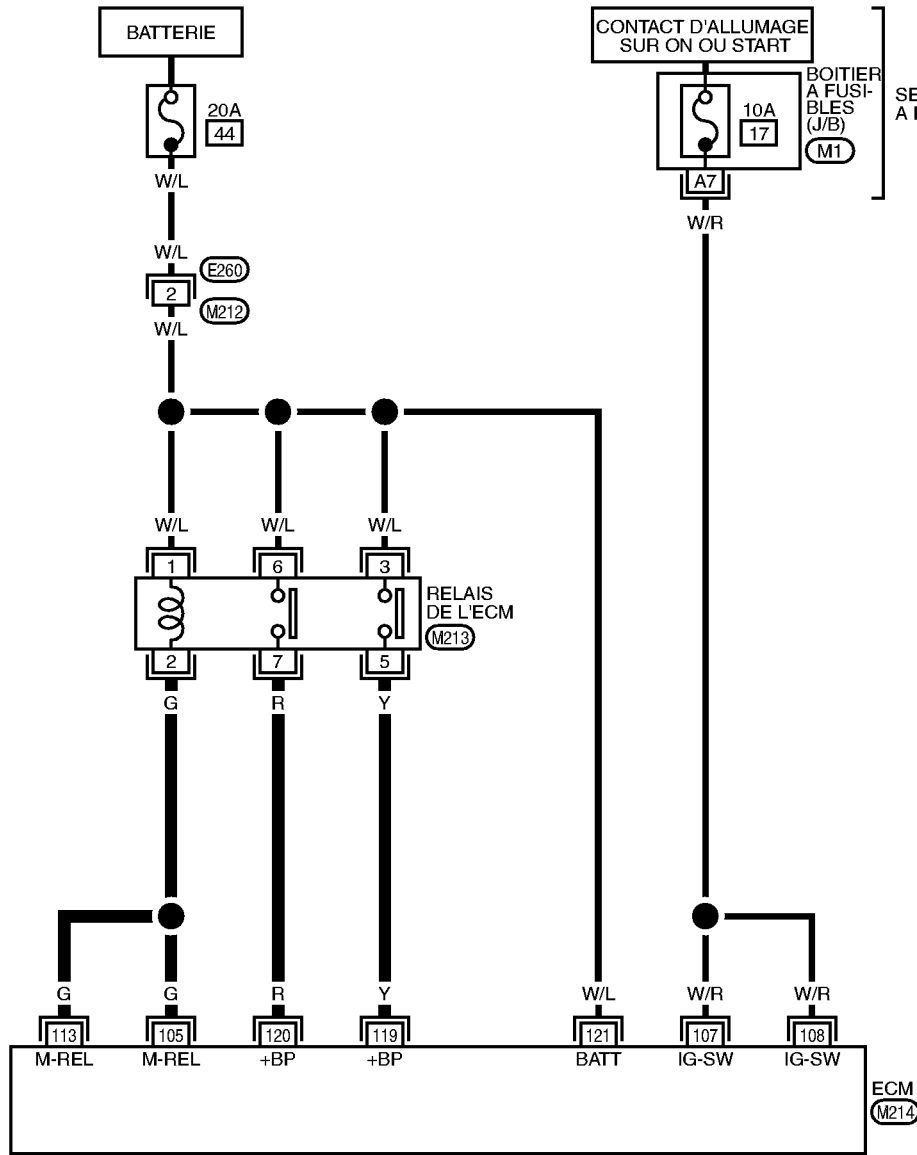 BATTERIE
CONTACT D'ALLUMAGE
SUR ON OU START
20A
44
10A
17
BOITIER
A FUSI-
BLES
(J/B)
M1
SE
A
A7
W/L
W/R
W/L
E260
2
M212
W/L
W/L
W/L
W/L
1
6
3
RELAIS
DE L'ECM
M213
2
7
5
G
R
Y
G
G
R
Y
W/L
W/R
W/R
113
105
120
119
121
107
108
M-REL
M-REL
+BP
+BP
BATT
IG-SW
IG-SW
ECM
M214